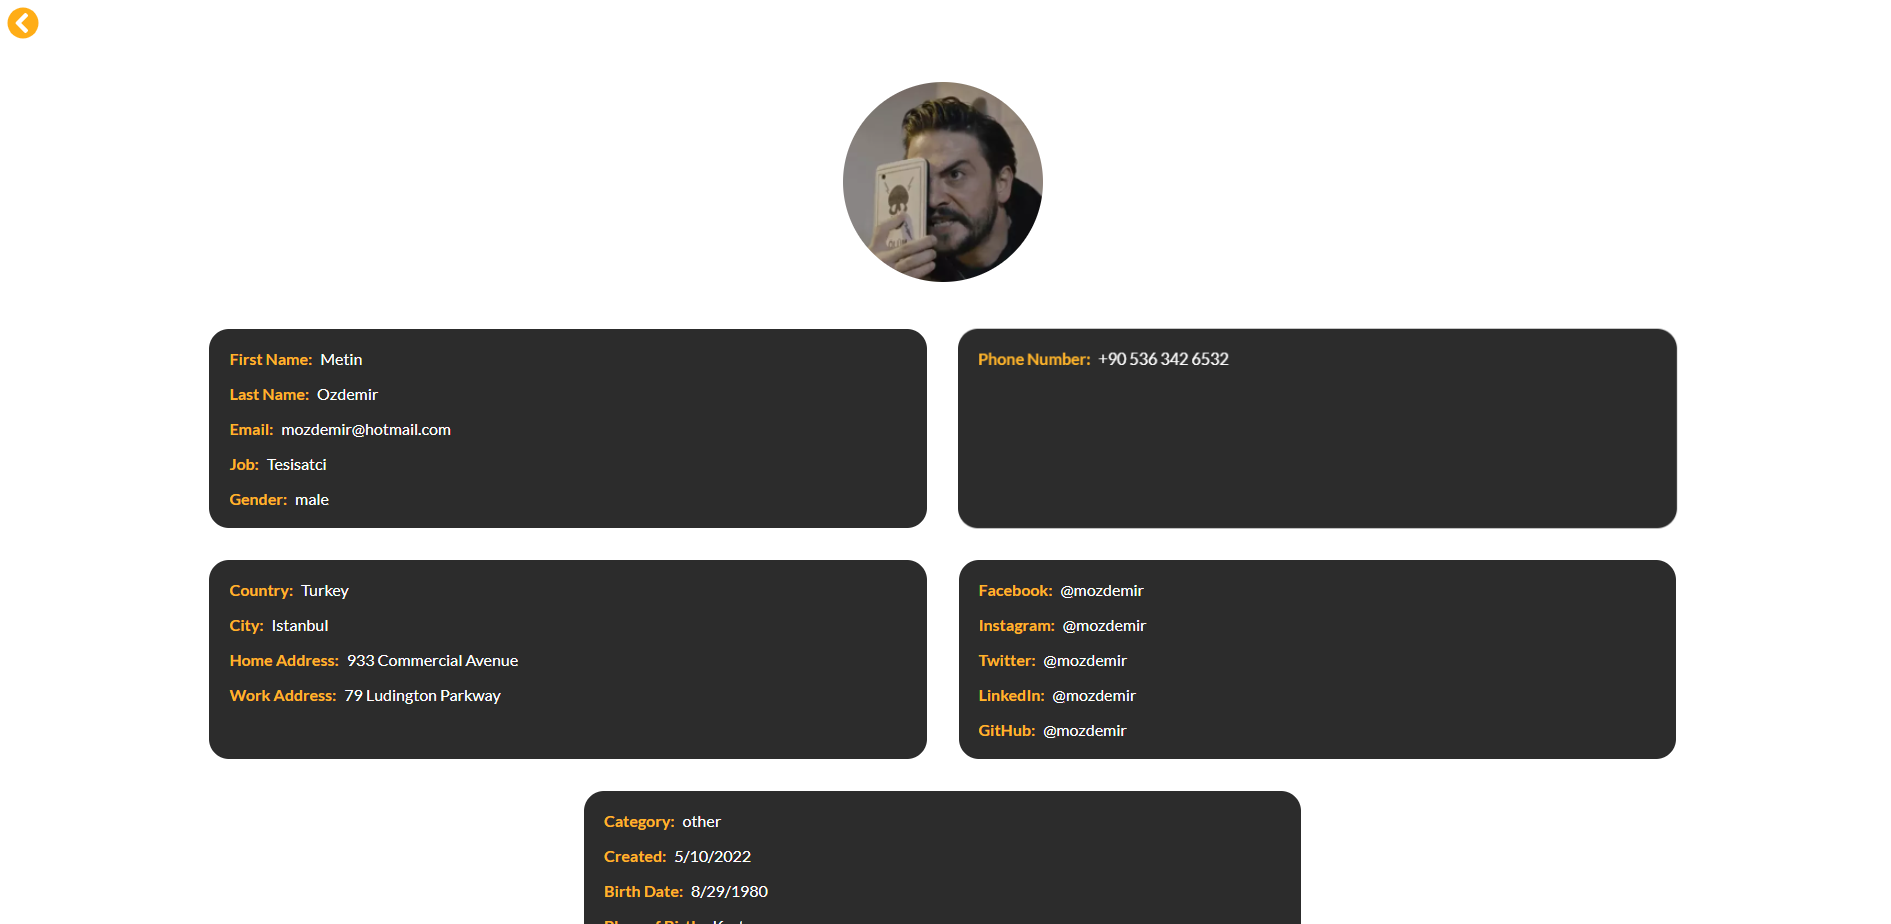 First Name: Metin
Last Name: Ozdemir
Email: mozdemir@hotmail.com
Job: Tesisatci
Gender: male
Phone Number: +90 536 342 6532
Country: Turkey
City: Istanbul
Home Address: 933 Commercial Avenue
Work Address: 79 Ludington Parkway
Facebook: @mozdemir
Instagram: @mozdemir
Twitter: @mozdemir
LinkedIn: @mozdemir
GitHub: @mozdemir
Category: other
Created: 5/10/2022
Birth Date: 8/29/1980